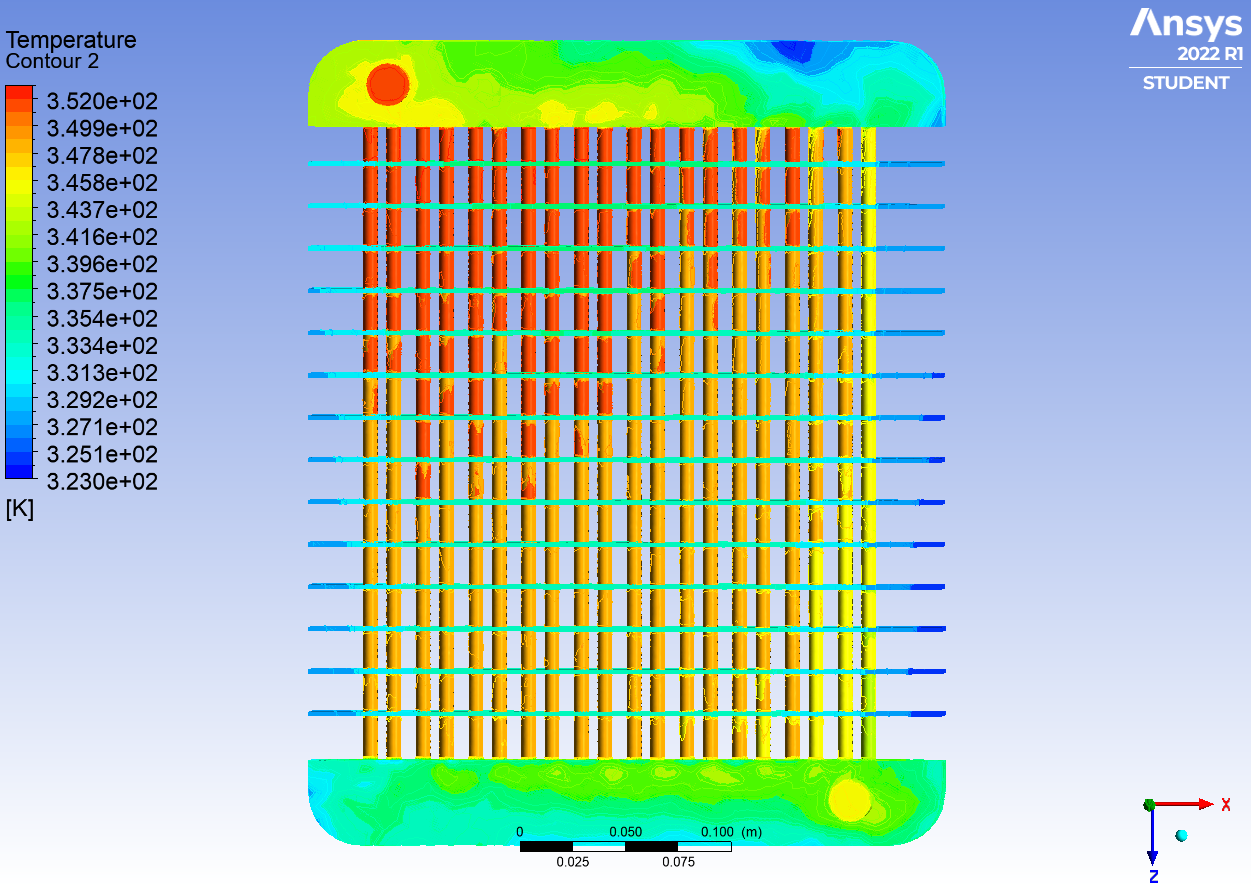 Temperature
Contour 2
3.520e+02
3.499e+02
3.478e+02
3.458e+02
3.437e+02
3.416e+02
3.396e+02
3.375e+02
3.354e+02
3.334e+02
3.313e+02
3.292e+02
3.271e+02
3.251e+02
3.230e+02
[K]
Ansys
2022 R1
STUDENT
0 0.050 0.100 (m)
0.025 0.075
X
Z